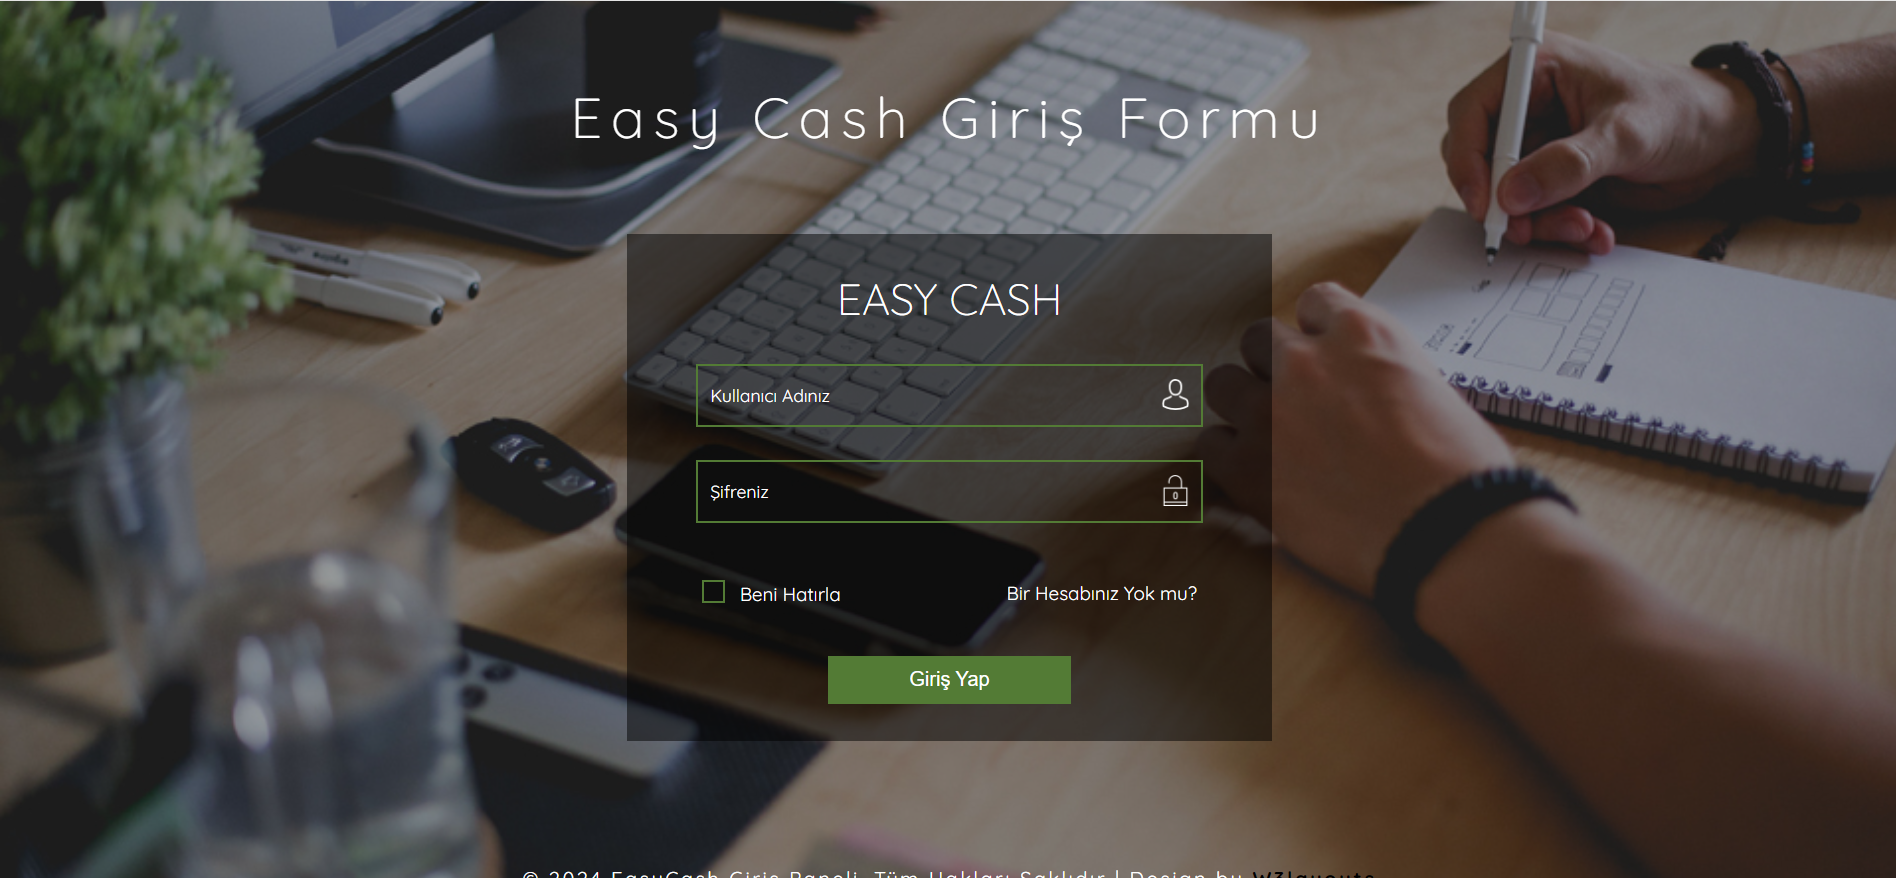 Easy Cash Giriş Formu
EASY CASH
Kullanıcı Adınız
Şifreniz
Beni Hatırla
Bir Hesabınız Yok mu?
Giriş Yap
© 2024 EasyCash Giriş Paneli. Tüm Hakları Saklıdır | Design by W3layouts